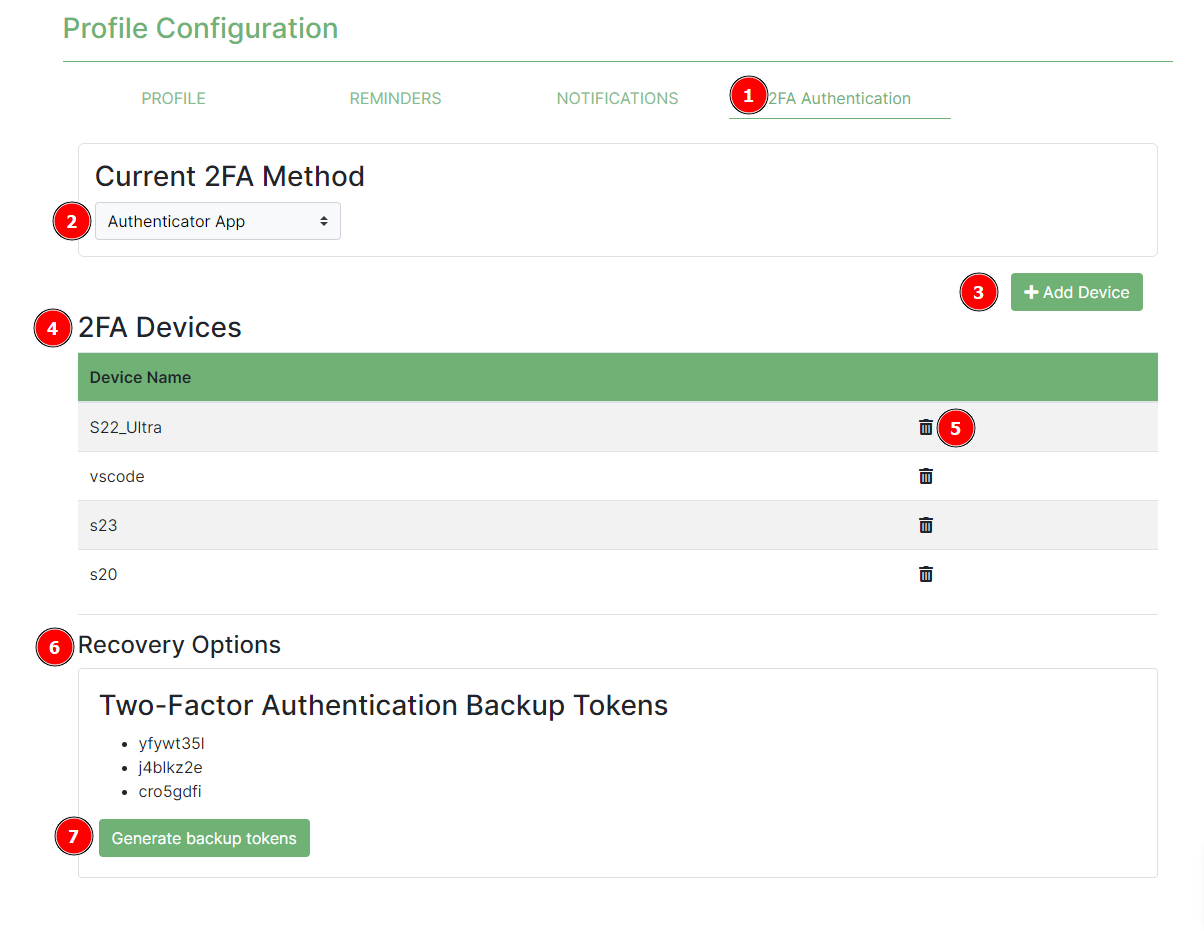 Profile Configuration
PROFILE REMINDERS NOTIFICATIONS 1 2FA Authentication
Current 2FA Method
2 Authenticator App
3 Add Device
4 2FA Devices
Device Name
S22_Ultra 5
vscode
s23
s20
6 Recovery Options
Two-Factor Authentication Backup Tokens
yfywt35l
j4blkz2e
cro5gdfi
7 Generate backup tokens